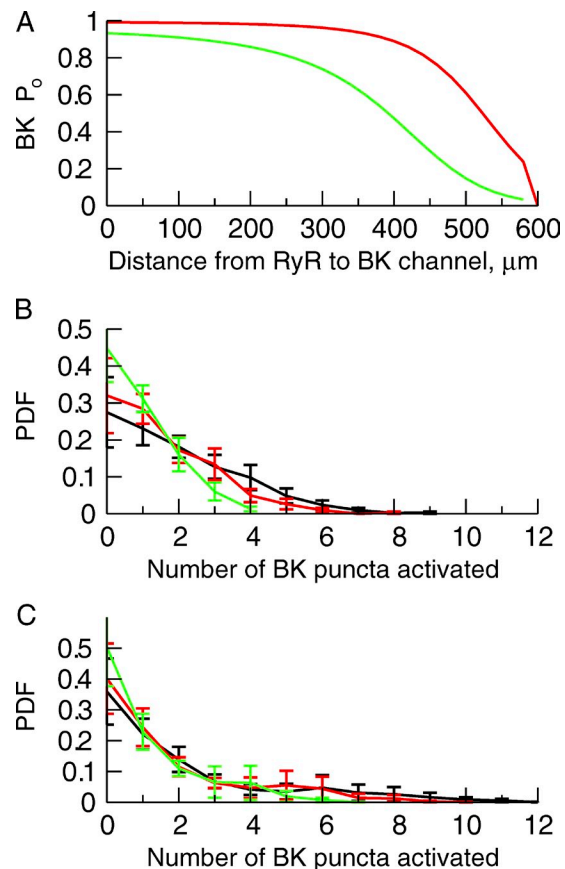 A
1
0.8
0.6
0.4
0.2
0
BK Po
0 100 200 300 400 500 600
Distance from RyR to BK channel, μm
B
0.5
0.4
0.3
0.2
0.1
0
PDF
0 2 4 6 8 10 12
Number of BK puncta activated
C
0.5
0.4
0.3
0.2
0.1
0
PDF
0 2 4 6 8 10 12
Number of BK puncta activated